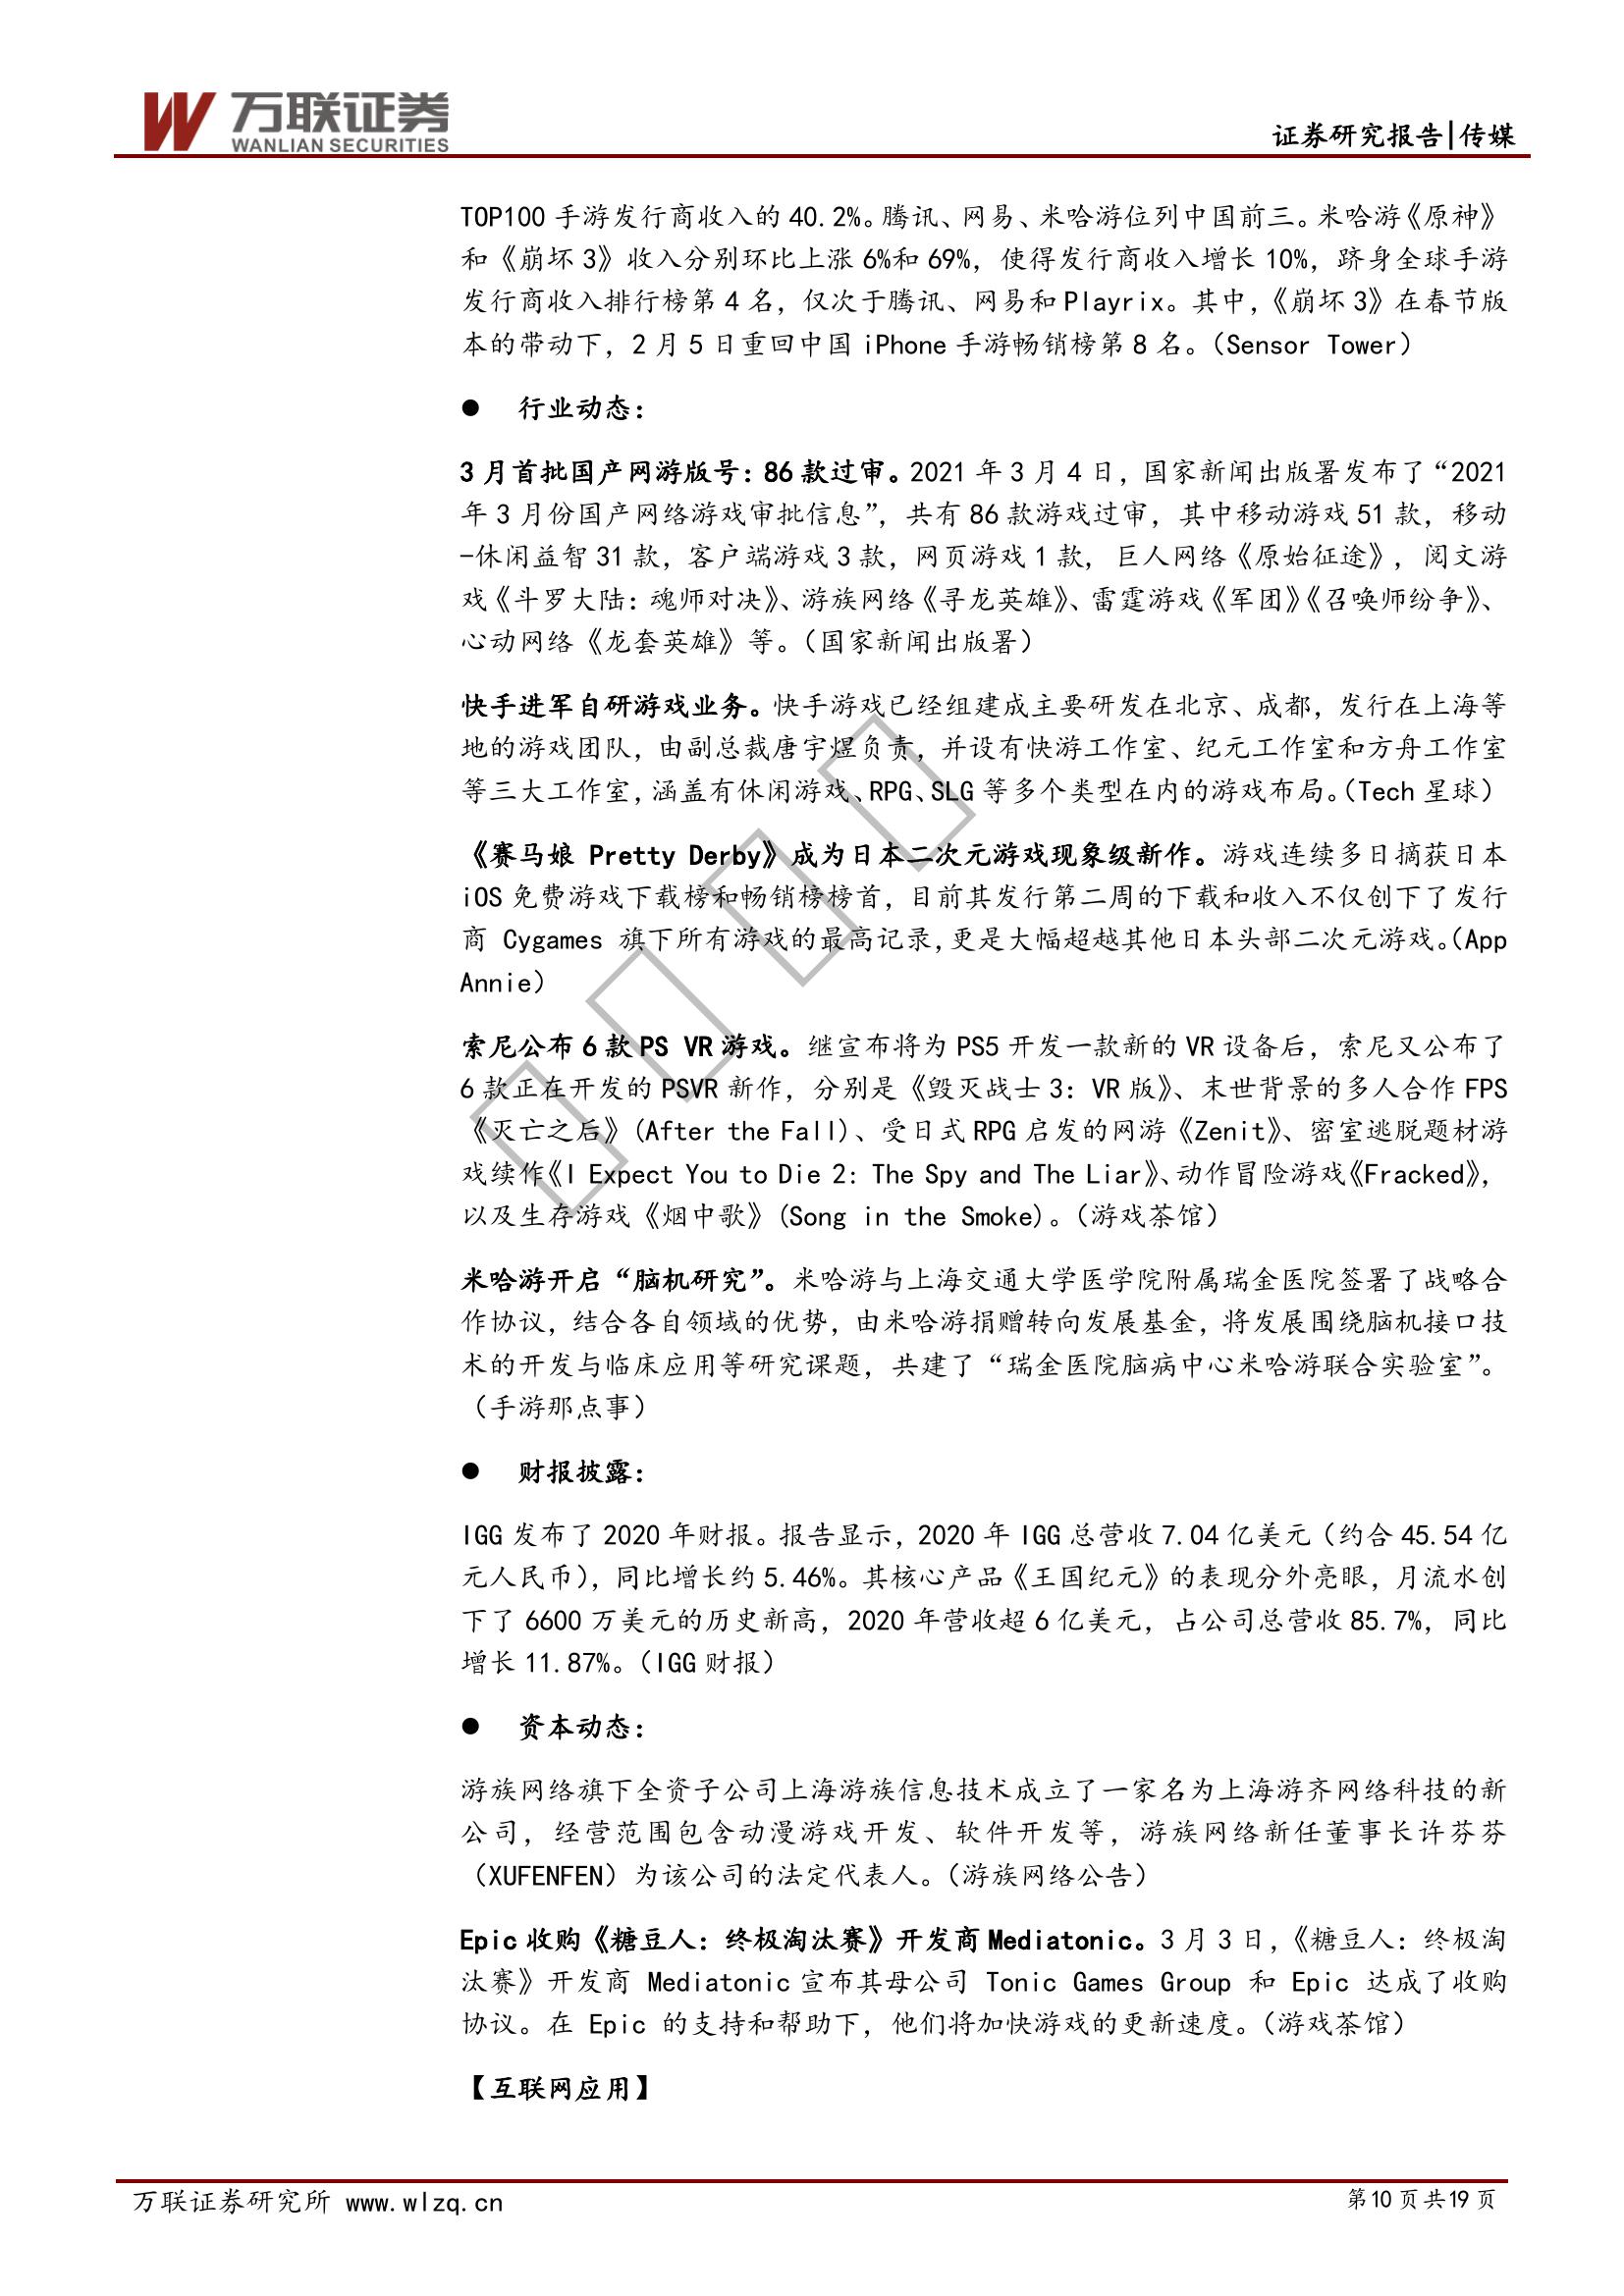 万联证券
WANLIAN SECURITIES
证券研究报告|传媒
TOP100 手游发行商收入的 40.2%。腾讯、网易、米哈游位列中国前三。米哈游《原神》
和《崩坏 3》收入分别环比上涨 6%和 69%，使得发行商收入增长 10%，跻身全球手游
发行商收入排行榜第 4 名，仅次于腾讯、网易和 Playrix。其中，《崩坏 3》在春节版
本的带动下，2 月 5 日重回中国 iPhone 手游畅销榜第 8 名。（Sensor Tower）
● 行业动态：
3 月首批国产网游版号：86 款过审。2021 年 3 月 4 日，国家新闻出版署发布了“2021
年 3 月份国产网络游戏审批信息”，共有 86 款游戏过审，其中移动游戏 51 款，移动
-休闲益智 31 款，客户端游戏 3 款，网页游戏 1 款, 巨人网络《原始征途》，阅文游
戏《斗罗大陆：魂师对决》、游族网络《寻龙英雄》、雷霆游戏《军团》《召唤师纷争》、
心动网络《龙套英雄》等。（国家新闻出版署）
快手进军自研游戏业务。快手游戏已经组建成主要研发在北京、成都，发行在上海等
地的游戏团队，由副总裁唐宇煜负责，并设有快游工作室、纪元工作室和方舟工作室
等三大工作室，涵盖有休闲游戏、RPG、SLG 等多个类型在内的游戏布局。（Tech 星球）
《赛马娘 Pretty Derby》成为日本二次元游戏现象级新作。游戏连续多日摘获日本
iOS 免费游戏下载榜和畅销榜榜首，目前其发行第二周的下载和收入不仅创下了发行
商 Cygames 旗下所有游戏的最高记录，更是大幅超越其他日本头部二次元游戏。（App
Annie）
索尼公布 6 款 PS VR 游戏。继宣布将为 PS5 开发一款新的 VR 设备后，索尼又公布了
6 款正在开发的 PSVR 新作，分别是《毁灭战士 3：VR 版》、末世背景的多人合作 FPS
《灭亡之后》(After the Fall)、受日式 RPG 启发的网游《Zenit》、密室逃脱题材游
戏续作《I Expect You to Die 2: The Spy and The Liar》、动作冒险游戏《Fracked》，
以及生存游戏《烟中歌》(Song in the Smoke)。（游戏茶馆）
米哈游开启“脑机研究”。米哈游与上海交通大学医学院附属瑞金医院签署了战略合
作协议，结合各自领域的优势，由米哈游捐赠转向发展基金，将发展围绕脑机接口技
术的开发与临床应用等研究课题，共建了“瑞金医院脑病中心米哈游联合实验室”。
（手游那点事）
● 财报披露：
IGG 发布了 2020 年财报。报告显示，2020 年 IGG 总营收 7.04 亿美元（约合 45.54 亿
元人民币），同比增长约 5.46%。其核心产品《王国纪元》的表现分外亮眼，月流水创
下了 6600 万美元的历史新高，2020 年营收超 6 亿美元，占公司总营收 85.7%，同比
增长 11.87%。（IGG 财报）
● 资本动态：
游族网络旗下全资子公司上海游族信息技术成立了一家名为上海游齐网络科技的新
公司，经营范围包含动漫游戏开发、软件开发等，游族网络新任董事长许芬芬
（XUFENFEN）为该公司的法定代表人。（游族网络公告）
Epic 收购《糖豆人：终极淘汰赛》开发商 Mediatonic。3 月 3 日，《糖豆人：终极淘
汰赛》开发商 Mediatonic 宣布其母公司 Tonic Games Group 和 Epic 达成了收购
协议。在 Epic 的支持和帮助下，他们将加快游戏的更新速度。（游戏茶馆）
【互联网应用】
万联证券研究所 www.wlzq.cn
第 10 页 共 19 页